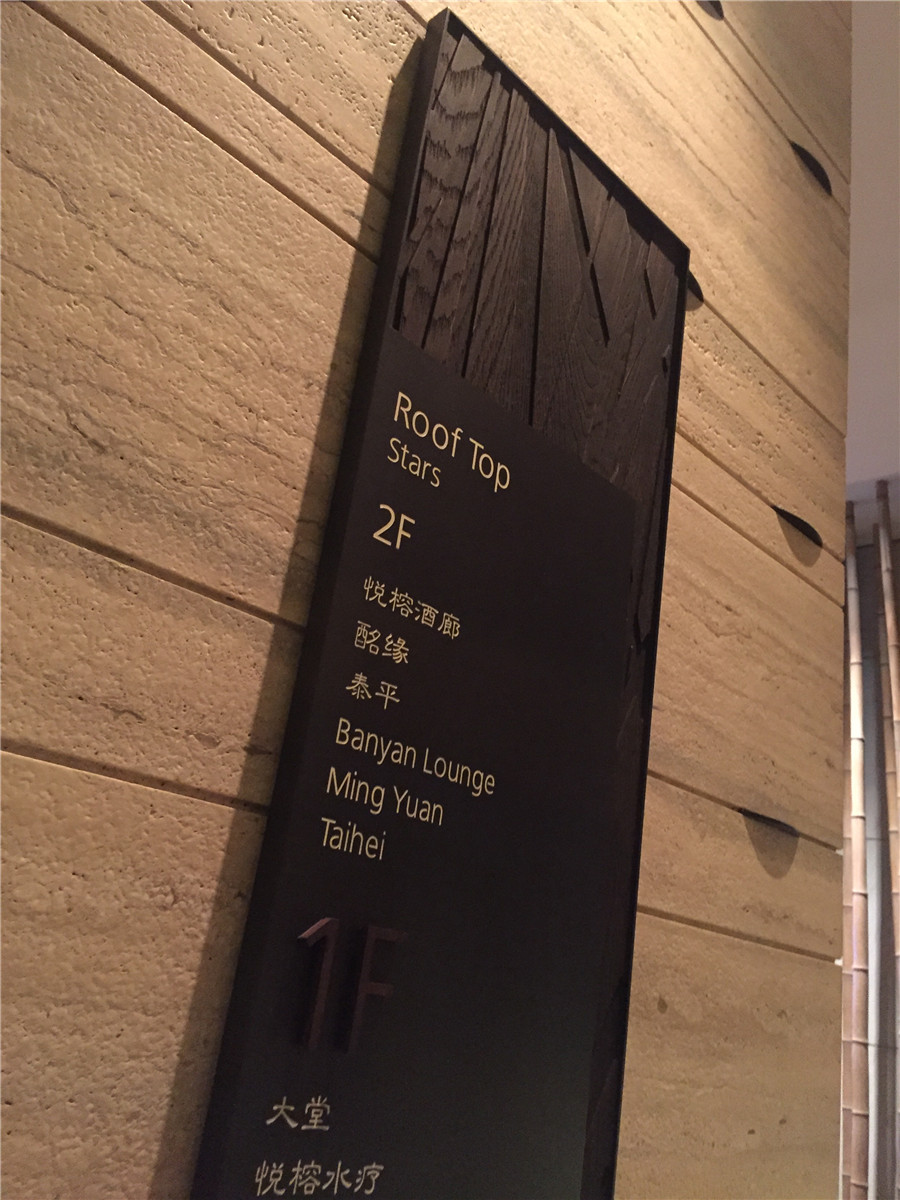 Roof Top
Stars
2F
悦榕酒廊
酩缘
泰平
Banyan Lounge
Ming Yuan
Taihei
1F
大堂
悦榕水疗